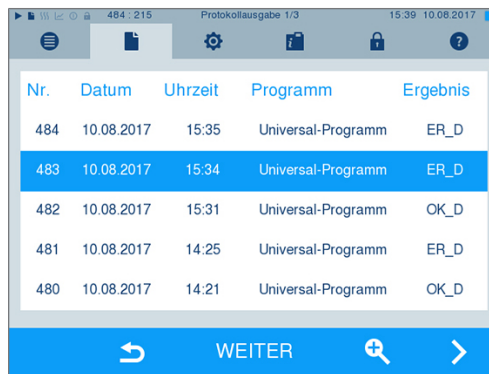 484 : 215 Protokollausgabe 1/3 15:39 10.08.2017
Nr. Datum Uhrzeit Programm Ergebnis
484 10.08.2017 15:35 Universal-Programm ER_D
483 10.08.2017 15:34 Universal-Programm ER_D
482 10.08.2017 15:31 Universal-Programm OK_D
481 10.08.2017 14:25 Universal-Programm ER_D
480 10.08.2017 14:21 Universal-Programm OK_D
WEITER